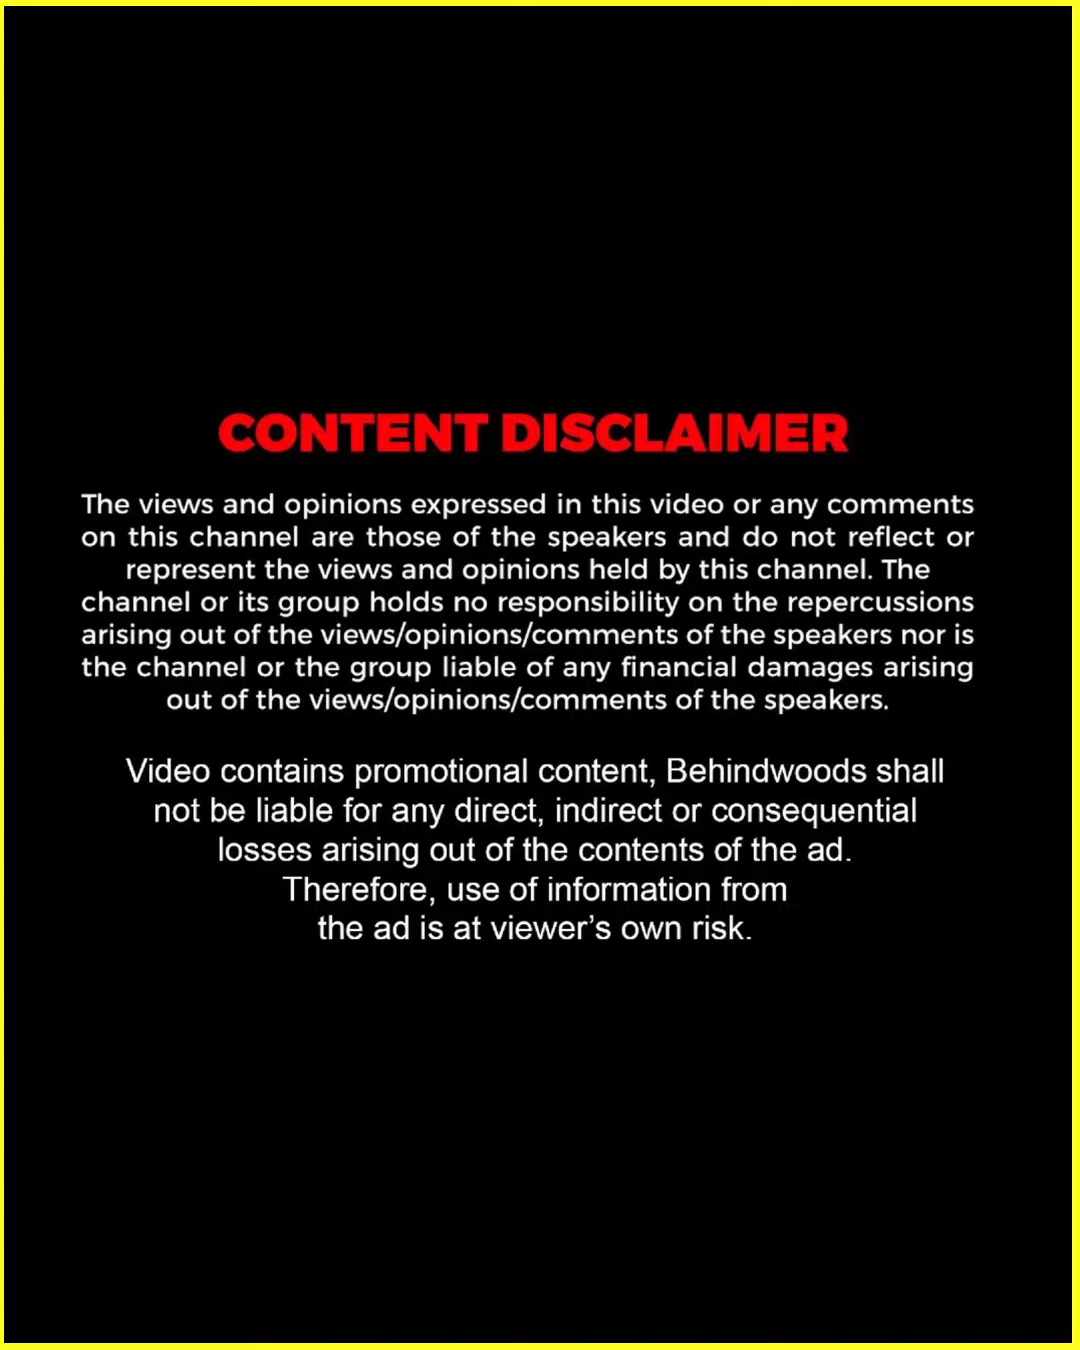 CONTENT DISCLAIMER
The views and opinions expressed in this video or any comments
on this channel are those of the speakers and do not reflect or
represent the views and opinions held by this channel. The
channel or its group holds no responsibility on the repercussions
arising out of the views/opinions/comments of the speakers nor is
the channel or the group liable of any financial damages arising
out of the views/opinions/comments of the speakers.
Video contains promotional content, Behindwoods shall
not be liable for any direct, indirect or consequential
losses arising out of the contents of the ad.
Therefore, use of information from
the ad is at viewer’s own risk.